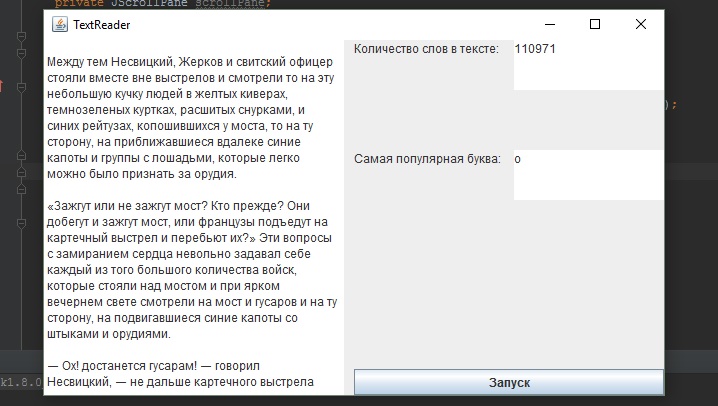 private JScrollPane scrollPane;
TextReader
Между тем Несвицкий, Жерков и свитский офицер
стояли вместе вне выстрелов и смотрели то на эту
небольшую кучку людей в желтых киверах,
темнозеленых куртках, расшитых снурками, и
синих рейтузах, копошившихся у моста, то на ту
сторону, на приближавшиеся вдалеке синие
капоты и группы с лошадьми, которые легко
можно было признать за орудия.
«Зажгут или не зажгут мост? Кто прежде? Они
добегут и зажгут мост, или французы подъедут на
картечный выстрел и перебьют их?» Эти вопросы
с замиранием сердца невольно задавал себе
каждый из того большого количества войск,
которые стояли над мостом и при ярком
вечернем свете смотрели на мост и гусаров и на ту
сторону, на подвигавшиеся синие капоты со
штыками и орудиями.
— Ох! достанется гусарам! — говорил
Несвицкий, — не дальше картечного выстрела
Количество слов в тексте: 110971
Самая популярная буква: о
Запуск
);
k1.8.0